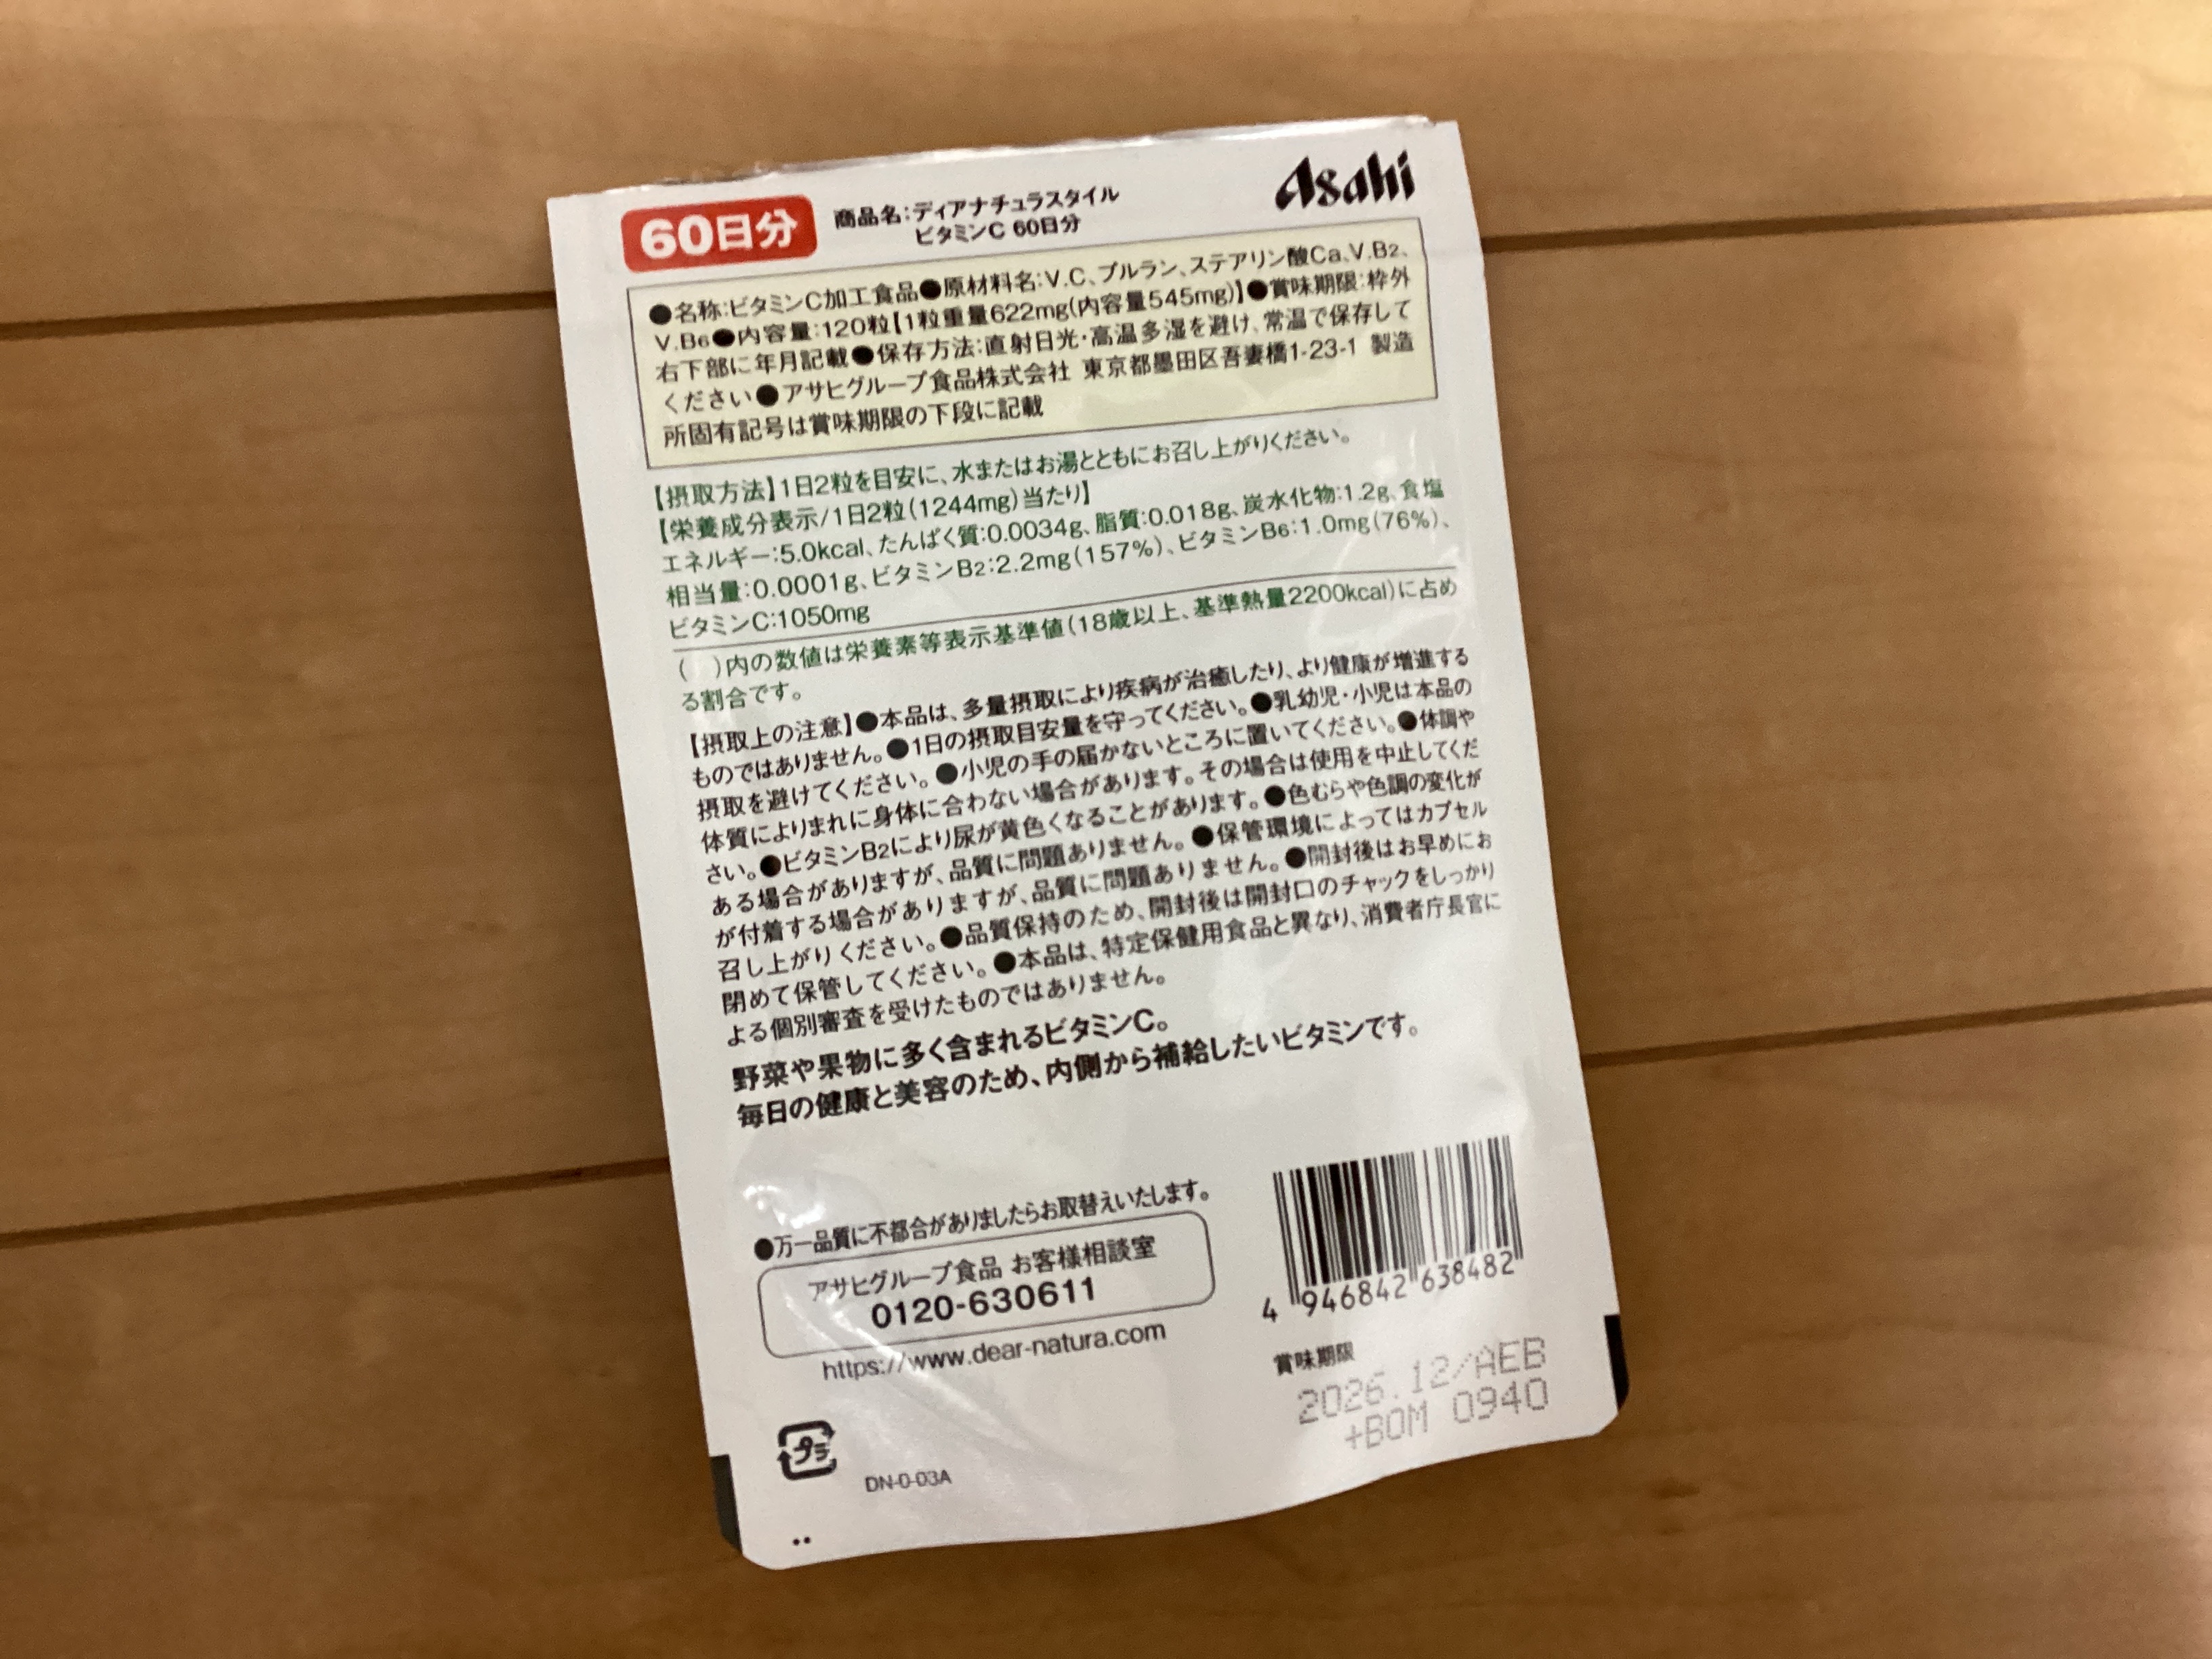 60日分
商品名:ディアナチュラスタイル
ビタミンC 60日分
Asahi
●名称:ビタミンC加工食品●原材料名:V.C、プルラン、ステアリン酸Ca、V.B2、
V.B6●内容量:120粒【1粒重量622mg(内容量545mg)】●賞味期限:枠外
右下部に年月記載●保存方法:直射日光・高温多湿を避け、常温で保存して
ください●アサヒグループ食品株式会社 東京都墨田区吾妻橋1-23-1 製造
所固有記号は賞味期限の下段に記載
【摂取方法】1日2粒を目安に、水またはお湯とともにお召し上がりください。
【栄養成分表示/1日2粒(1244mg)当たり】
エネルギー:5.0kcal、たんぱく質:0.0034g、脂質:0.018g、炭水化物:1.2g、食塩
相当量:0.0001g、ビタミンB2:2.2mg(157%)、ビタミンB6:1.0mg(76%)、
ビタミンC:1050mg
( )内の数値は栄養素等表示基準値(18歳以上、基準熱量2200kcal)に占め
る割合です。
【摂取上の注意】●本品は、多量摂取により疾病が治癒したり、より健康が増進する
ものではありません。●1日の摂取目安量を守ってください。●乳幼児・小児は本品の
摂取を避けてください。●小児の手の届かないところに置いてください。●体調や
体質によりまれに身体に合わない場合があります。その場合は使用を中止してくだ
さい。●ビタミンB2により尿が黄色くなることがあります。●色むらや色調の変化が
ある場合がありますが、品質に問題ありません。●保管環境によってはカプセル
が付着する場合がありますが、品質に問題ありません。●開封後はお早めにお
召し上がりください。●品質保持のため、開封後は開封口のチャックをしっかり
閉めて保管してください。●本品は、特定保健用食品と異なり、消費者庁長官に
よる個別審査を受けたものではありません。
野菜や果物に多く含まれるビタミンC。
毎日の健康と美容のため、内側から補給したいビタミンです。
●万一品質に不都合がありましたらお取替えいたします。
アサヒグループ食品 お客様相談室
0120-630611
https://www.dear-natura.com
4 946842 638482
賞味期限
2026.12/AEB
+BOM 0940
プラ
DN-0-03A